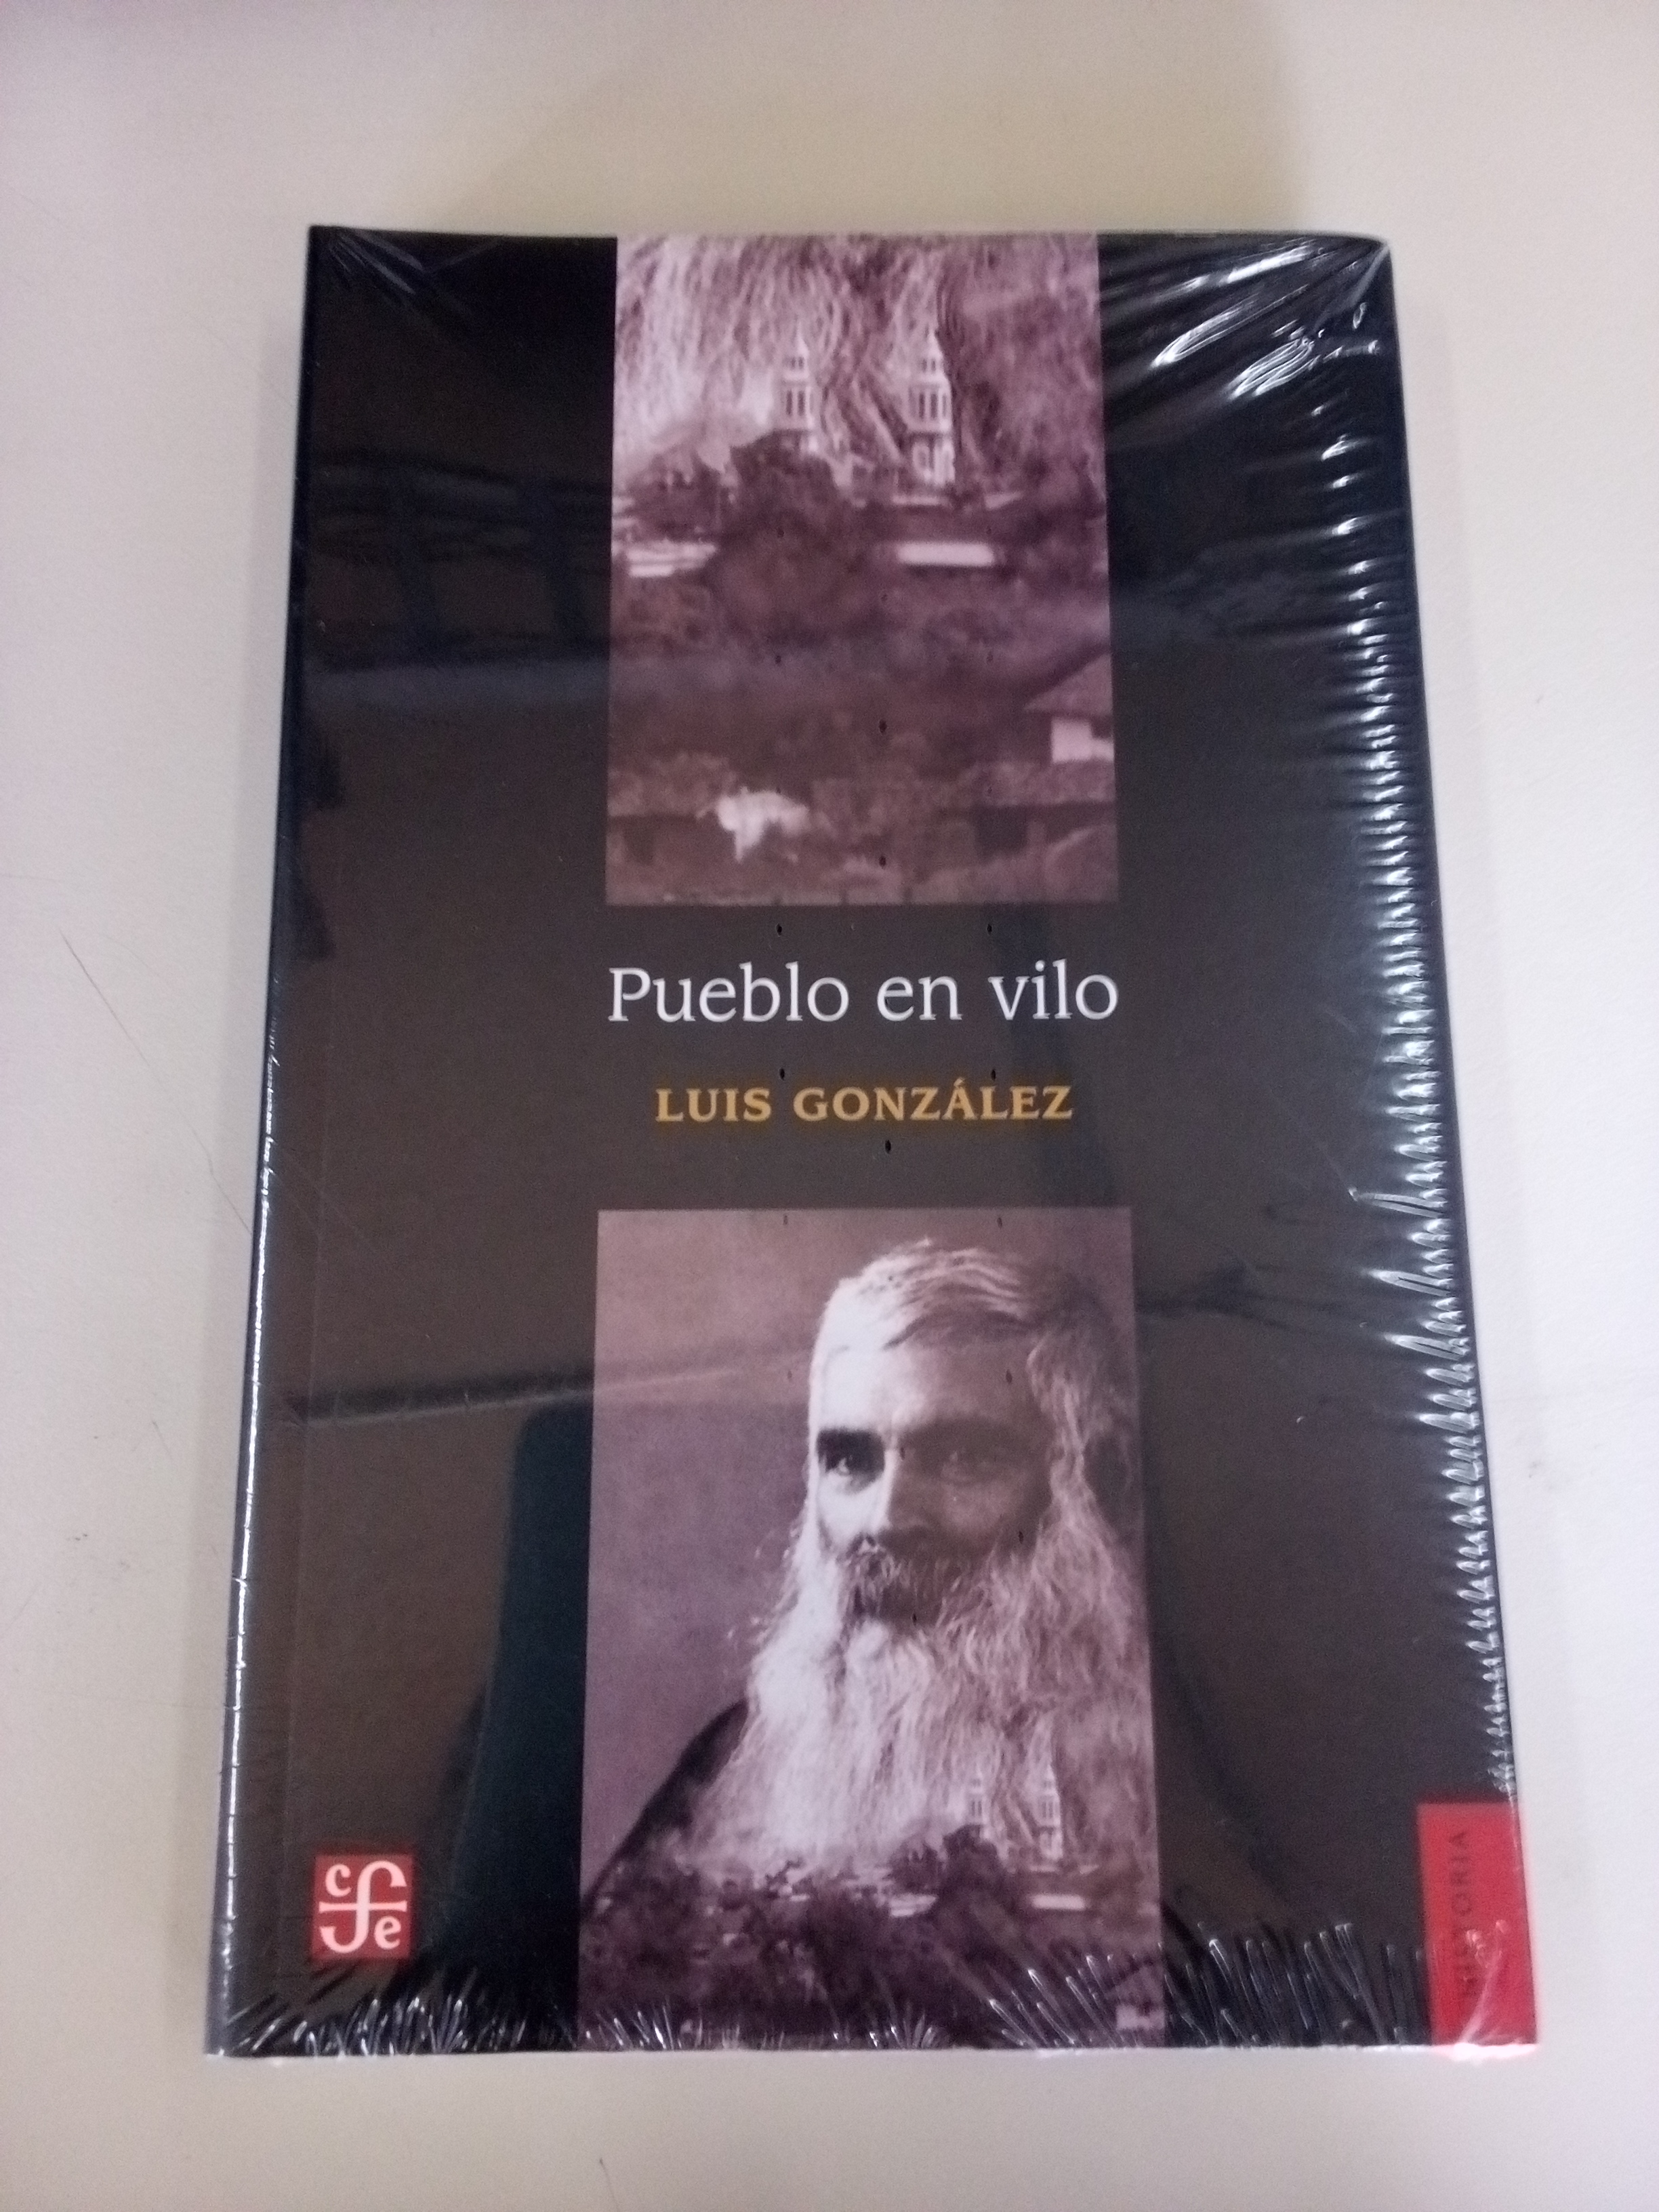 Pueblo en vilo
LUIS GONZÁLEZ
cfe
HISTORIA